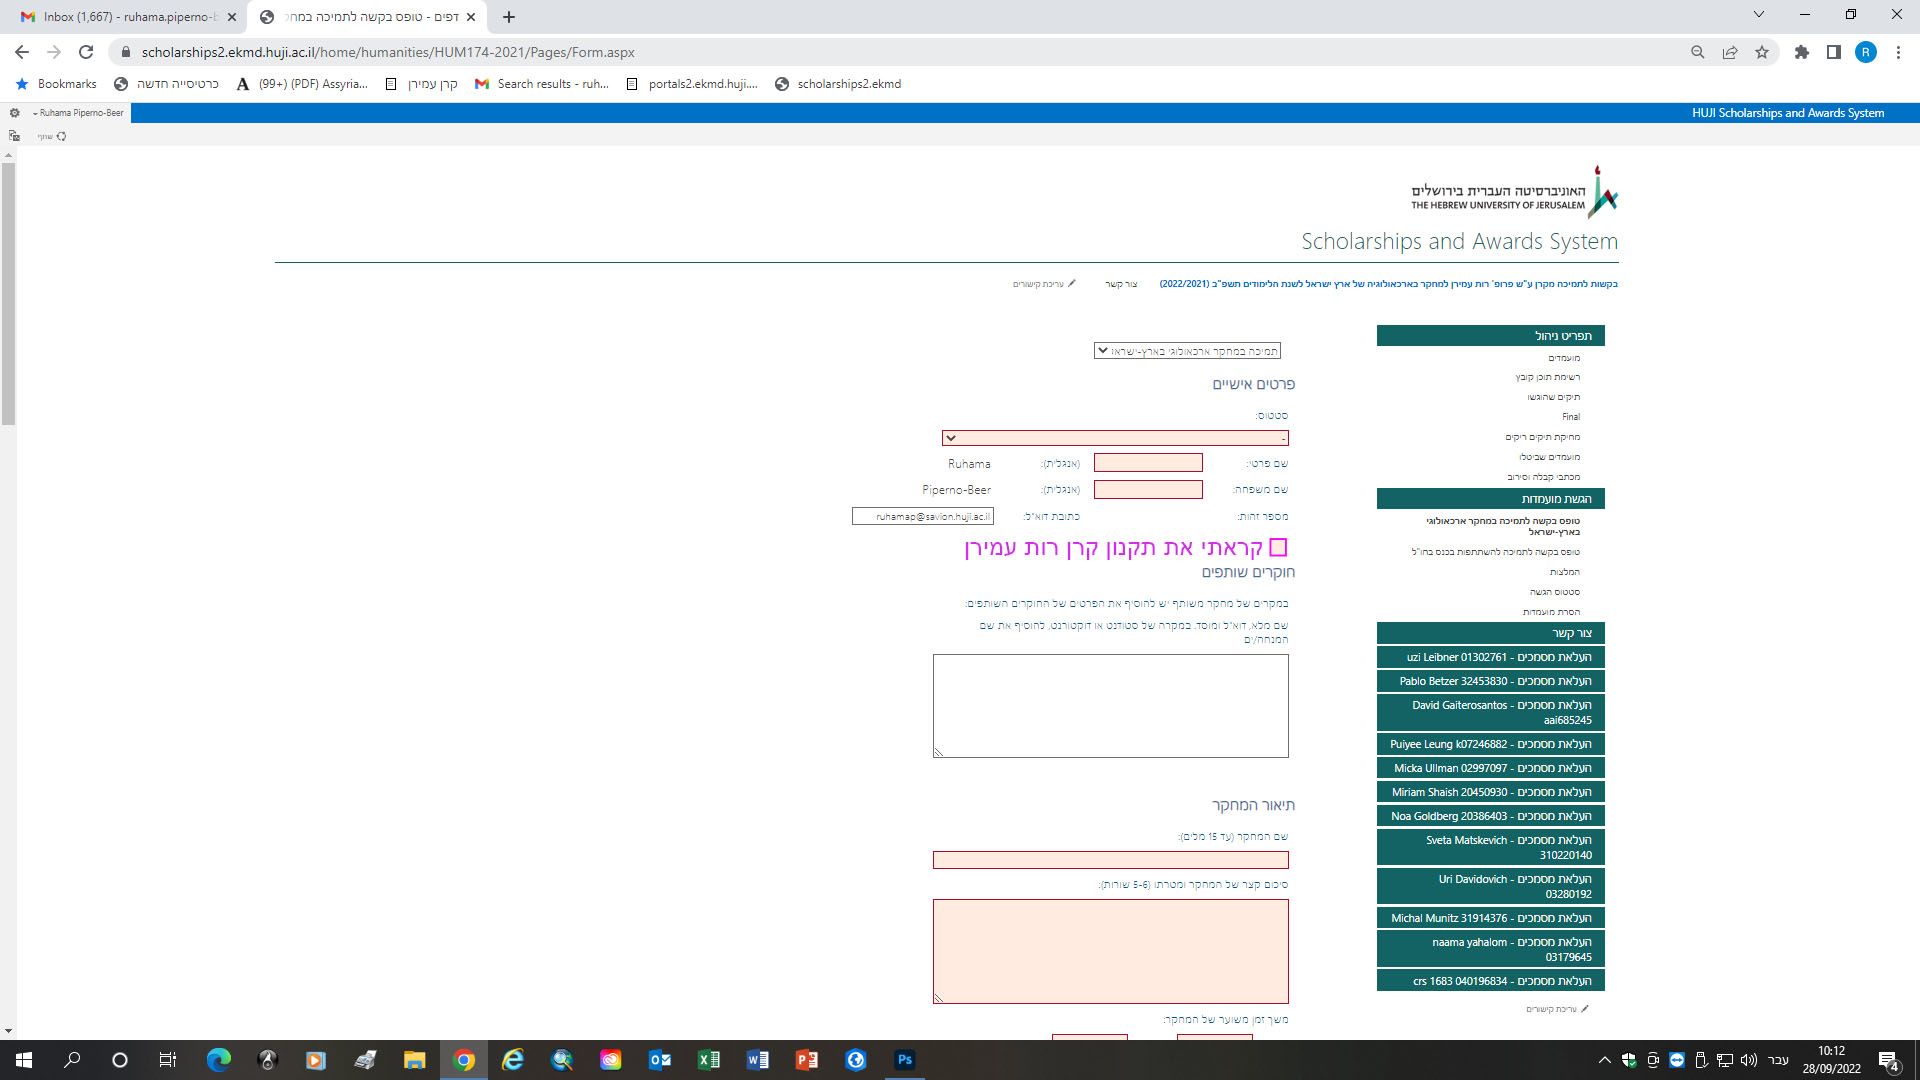 Inbox (1,667) - ruhama.piperno-b
דפים - טופס בקשה לתמיכה במחק
scholarships2.ekmd.huji.ac.il/home/humanities/HUM174-2021/Pages/Form.aspx
R
Bookmarks
כרטיסייה חדשה
(99+) (PDF) Assyria...
קרן עמירן
Search results - ruh...
portals2.ekmd.huji....
scholarships2.ekmd
Ruhama Piperno-Beer
HUJI Scholarships and Awards System
שתף
האוניברסיטה העברית בירושלים
THE HEBREW UNIVERSITY OF JERUSALEM
Scholarships and Awards System
בקשות לתמיכה מקרן ע"ש פרופ' רות עמירן למחקר בארכאולוגיה של ארץ ישראל לשנת הלימודים תשפ"ב (2022/2021)
צור קשר
עריכת קישורים
תפריט ניהול
מועמדים
רשימת תוכן קובץ
תיקים שהוגשו
Final
מחיקת תיקים ריקים
מועמדים שביטלו
מכתבי קבלה וסירוב
הגשת מועמדות
טופס בקשה לתמיכה במחקר ארכאולוגי
בארץ-ישראל
טופס בקשה לתמיכה להשתתפות בכנס בחו"ל
המלצות
סטטוס הגשה
הסרת מועמדות
צור קשר
העלאת מסמכים - uzi Leibner 01302761
העלאת מסמכים - Pablo Betzer 32453830
העלאת מסמכים - David Gaiterosantos
aai685245
העלאת מסמכים - Puiyee Leung k07246882
העלאת מסמכים - Micka Ullman 02997097
העלאת מסמכים - Miriam Shaish 20450930
העלאת מסמכים - Noa Goldberg 20386403
העלאת מסמכים - Sveta Matskevich
310220140
העלאת מסמכים - Uri Davidovich
03280192
העלאת מסמכים - Michal Munitz 31914376
העלאת מסמכים - naama yahalom
03179645
העלאת מסמכים - crs 1683 040196834
עריכת קישורים
תמיכה במחקר ארכאולוגי בארץ-ישראל
פרטים אישיים
סטטוס:
-
שם פרטי:
(אנגלית):
Ruhama
שם משפחה:
(אנגלית):
Piperno-Beer
מספר זהות:
כתובת דוא"ל:
ruhamap@savion.huji.ac.il
קראתי את תקנון קרן רות עמירן
חוקרים שותפים
במקרים של מחקר משותף יש להוסיף את הפרטים של החוקרים השותפים:
שם מלא, דוא"ל ומוסד. במקרה של סטודנט או דוקטורנט, להוסיף את שם
המנחה/ים
תיאור המחקר
שם המחקר (עד 15 מלים):
סיכום קצר של המחקר ומטרתו (5-6 שורות):
משך זמן משוער של המחקר:
Ps
עבר
10:12
28/09/2022
4